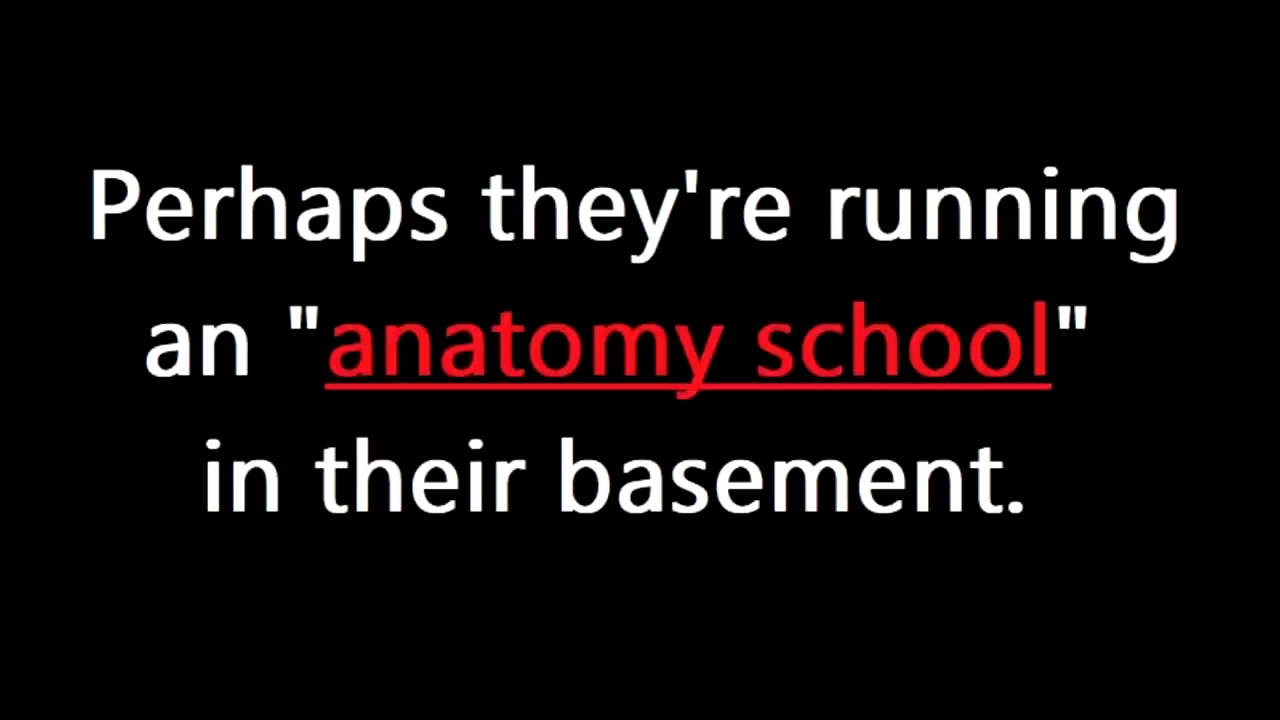 Perhaps they're running
an "anatomy school"
in their basement.